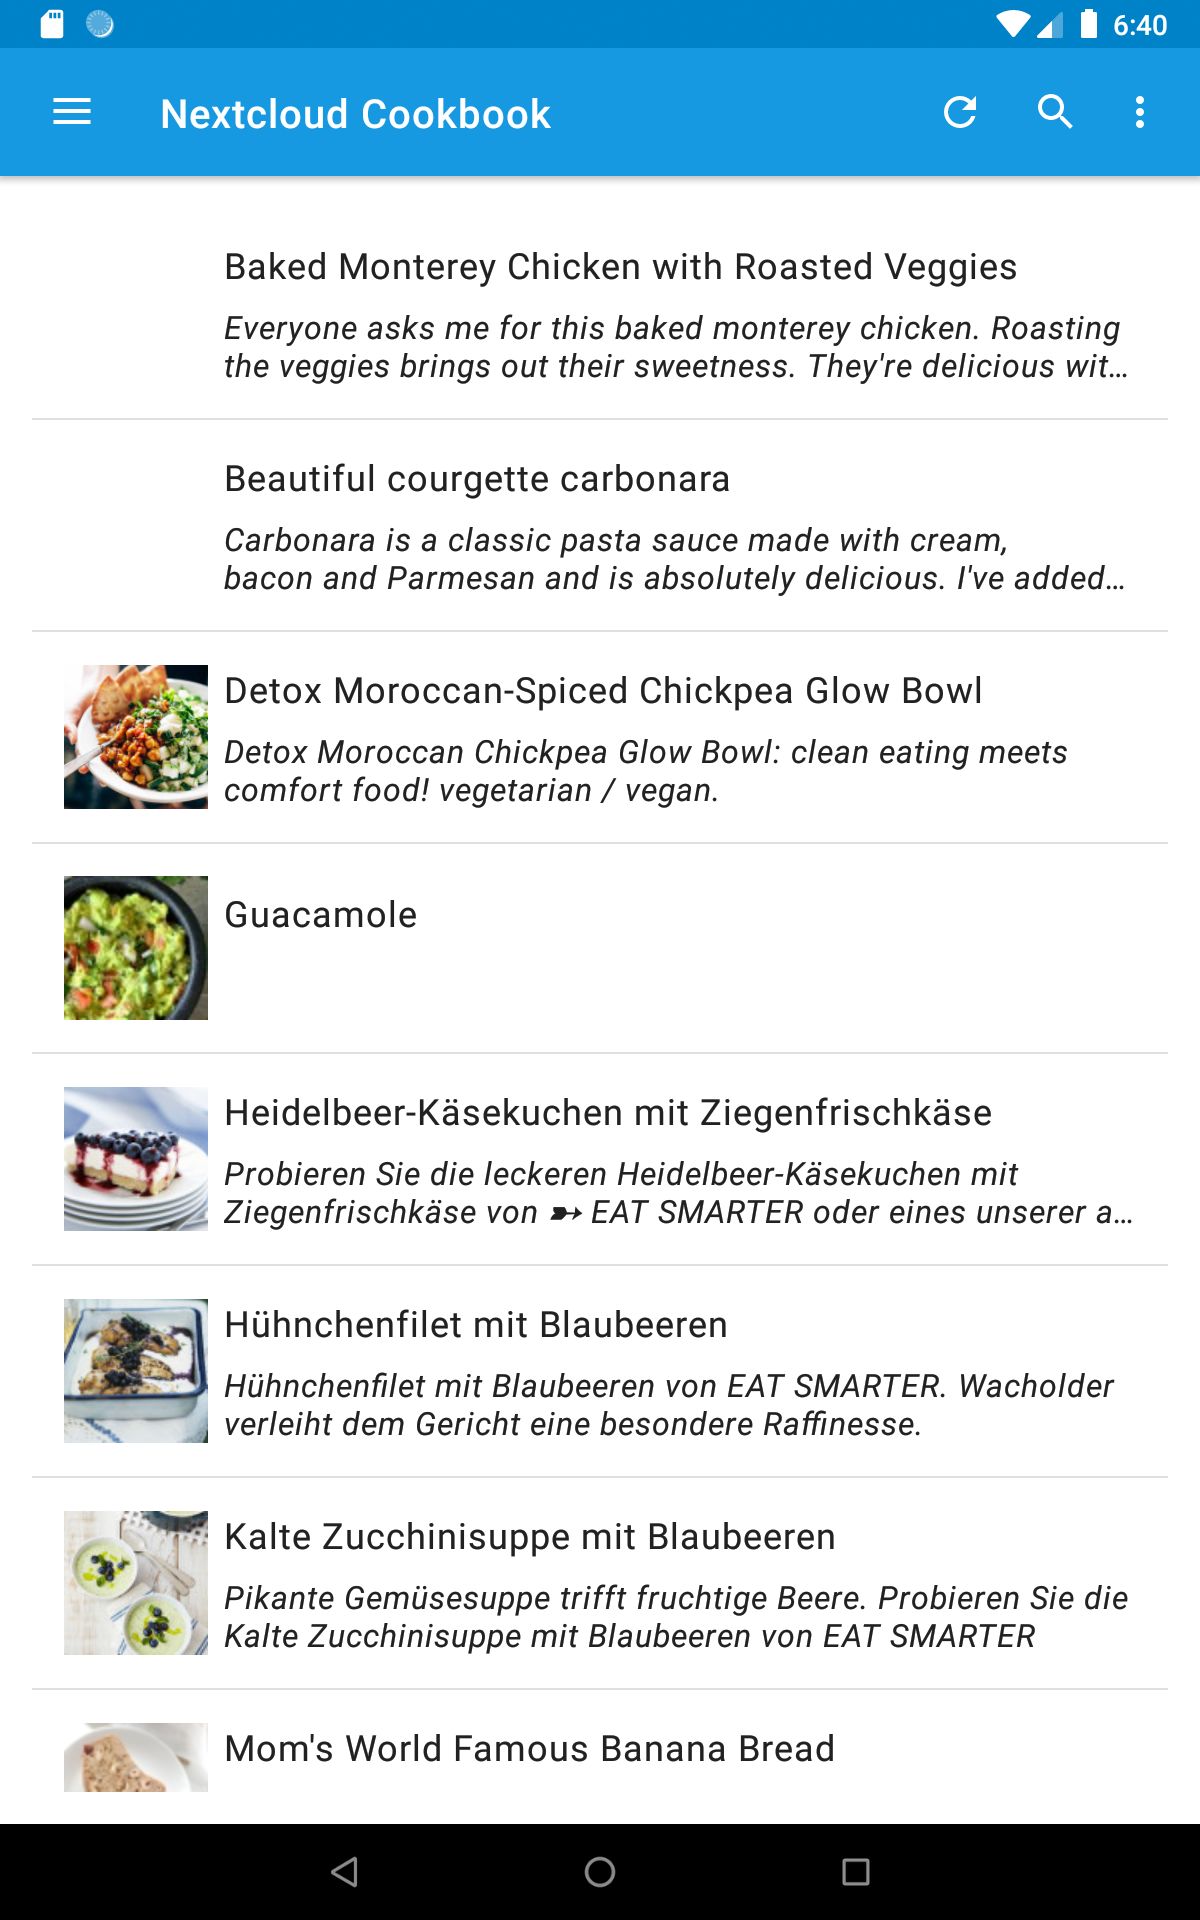 6:40
Nextcloud Cookbook
Baked Monterey Chicken with Roasted Veggies
Everyone asks me for this baked monterey chicken. Roasting
the veggies brings out their sweetness. They're delicious wit…
Beautiful courgette carbonara
Carbonara is a classic pasta sauce made with cream,
bacon and Parmesan and is absolutely delicious. I've added…
Detox Moroccan-Spiced Chickpea Glow Bowl
Detox Moroccan Chickpea Glow Bowl: clean eating meets
comfort food! vegetarian / vegan.
Guacamole
Heidelbeer-Käsekuchen mit Ziegenfrischkäse
Probieren Sie die leckeren Heidelbeer-Käsekuchen mit
Ziegenfrischkäse von ➽ EAT SMARTER oder eines unserer a…
Hühnchenfilet mit Blaubeeren
Hühnchenfilet mit Blaubeeren von EAT SMARTER. Wacholder
verleiht dem Gericht eine besondere Raffinesse.
Kalte Zucchinisuppe mit Blaubeeren
Pikante Gemüsesuppe trifft fruchtige Beere. Probieren Sie die
Kalte Zucchinisuppe mit Blaubeeren von EAT SMARTER
Mom's World Famous Banana Bread